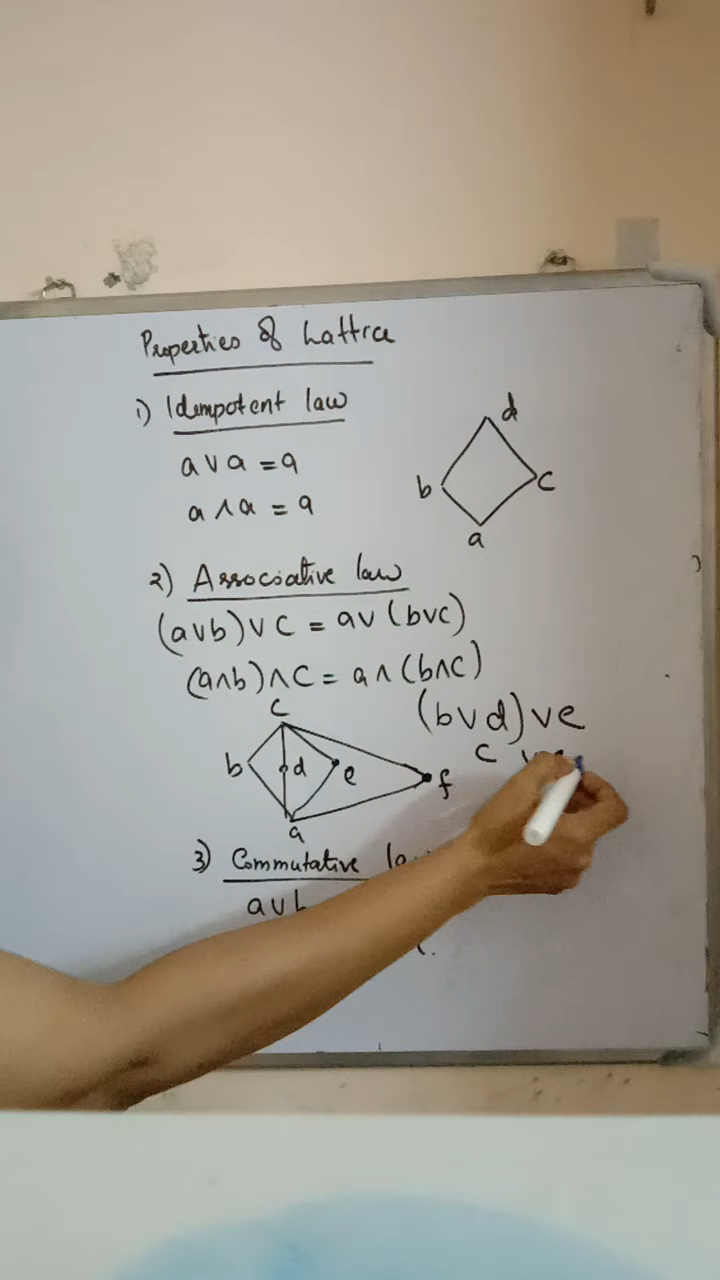 Properties of Lattice
1) Idempotent law
a ∨ a = a
a ∧ a = a
d
b
c
a
2) Associative law
(a∨b)∨c = a∨(b∨c)
(a∧b)∧c = a∧(b∧c)
(b∨d)∨e
c ∨ e
c
b
d
e
f
a
3) Commutative
a∨b